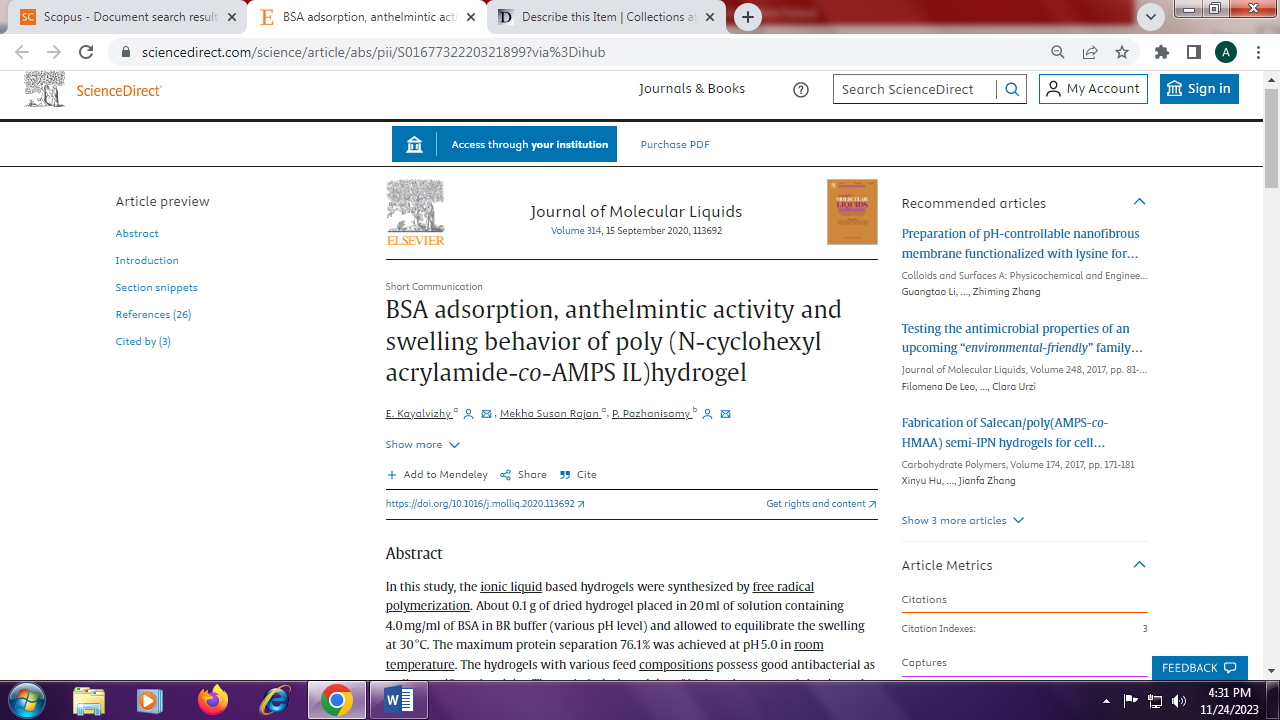 Scopus - Document search result
BSA adsorption, anthelmintic acti
Describe this Item | Collections at
sciencedirect.com/science/article/abs/pii/S0167732220321899?via%3Dihub
A
ScienceDirect
Journals & Books
Search ScienceDirect
My Account
Sign in
Access through your institution
Purchase PDF
Article preview
Abstract
Introduction
Section snippets
References (26)
Cited by (3)
ELSEVIER
Journal of Molecular Liquids
Volume 314, 15 September 2020, 113692
MOLECULAR
LIQUIDS
Short Communication
BSA adsorption, anthelmintic activity and
swelling behavior of poly (N-cyclohexyl
acrylamide-co-AMPS IL)hydrogel
E. Kayalvizhy a, Mekha Susan Rajan a, P. Pazhanisamy b
Show more
Add to Mendeley Share Cite
https://doi.org/10.1016/j.molliq.2020.113692
Get rights and content
Abstract
In this study, the ionic liquid based hydrogels were synthesized by free radical
polymerization. About 0.1 g of dried hydrogel placed in 20 ml of solution containing
4.0 mg/ml of BSA in BR buffer (various pH level) and allowed to equilibrate the swelling
at 30 °C. The maximum protein separation 76.1% was achieved at pH 5.0 in room
temperature. The hydrogels with various feed compositions possess good antibacterial as
Recommended articles
Preparation of pH-controllable nanofibrous
membrane functionalized with lysine for...
Colloids and Surfaces A: Physicochemical and Enginee...
Guangtao Li, ..., Zhiming Zhang
Testing the antimicrobial properties of an
upcoming “environmental-friendly” family...
Journal of Molecular Liquids, Volume 248, 2017, pp. 81-...
Filomena De Leo, ..., Clara Urzi
Fabrication of Salecan/poly(AMPS-co-
HMAA) semi-IPN hydrogels for cell...
Carbohydrate Polymers, Volume 174, 2017, pp. 171-181
Xinyu Hu, ..., Jianfa Zhang
Show 3 more articles
Article Metrics
Citations
Citation Indexes: 3
Captures
FEEDBACK
4:31 PM
11/24/2023